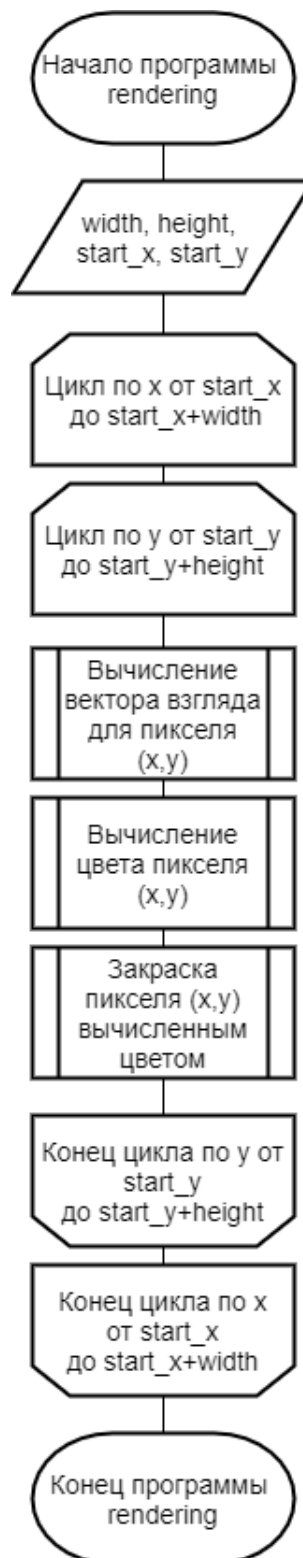 Начало программы
rendering
width, height,
start_x, start_y
Цикл по x от start_x
до start_x+width
Цикл по y от start_y
до start_y+height
Вычисление
вектора взгляда
для пикселя
(x,y)
Вычисление
цвета пикселя
(x,y)
Закраска
пикселя (x,y)
вычисленным
цветом
Конец цикла по y от
start_y
до start_y+height
Конец цикла по x
от start_x
до start_x+width
Конец программы
rendering